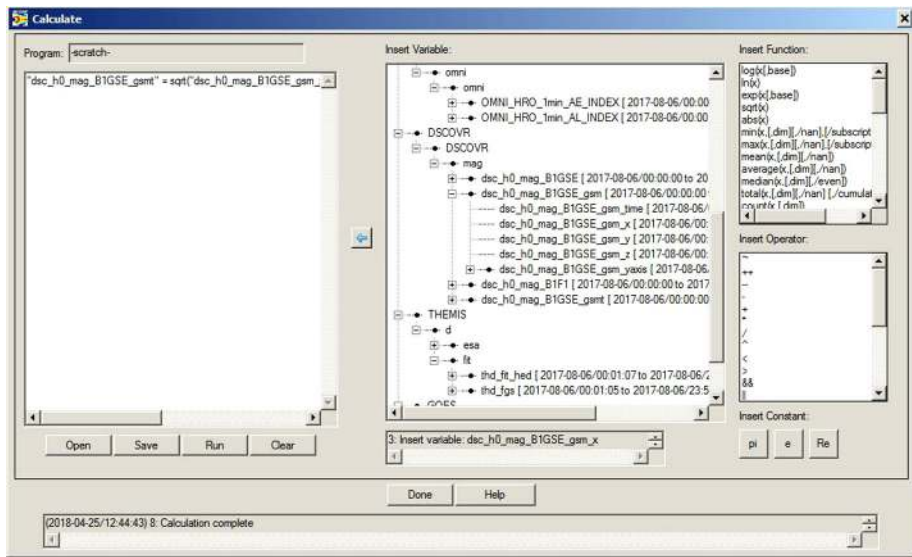 Calculate
Program: -scratch-
"dsc_h0_mag_B1GSE_gsmt" = sqrt("dsc_h0_mag_B1GSE_gsm_
Open
Save
Run
Clear
Insert Variable:
omni
omni
OMNI_HRO_1min_AE_INDEX [ 2017-08-06/00:00
OMNI_HRO_1min_AL_INDEX [ 2017-08-06/00:00
DSCOVR
DSCOVR
mag
dsc_h0_mag_B1GSE [ 2017-08-06/00:00:00 to 20
dsc_h0_mag_B1GSE_gsm [ 2017-08-06/00:00:00
dsc_h0_mag_B1GSE_gsm_time [ 2017-08-06/
dsc_h0_mag_B1GSE_gsm_x [ 2017-08-06/00:
dsc_h0_mag_B1GSE_gsm_y [ 2017-08-06/00:
dsc_h0_mag_B1GSE_gsm_z [ 2017-08-06/00:
dsc_h0_mag_B1GSE_gsm_yaxis [ 2017-08-06.
dsc_h0_mag_B1F1 [ 2017-08-06/00:00:00 to 2017
dsc_h0_mag_B1GSE_gsmt [ 2017-08-06/00:00:00
THEMIS
d
esa
fit
thd_fit_hed [ 2017-08-06/00:01:07 to 2017-08-06/2
thd_fgs [ 2017-08-06/00:01:05 to 2017-08-06/23:5
GOES
3: Insert variable: dsc_h0_mag_B1GSE_gsm_x
Insert Function:
log(x[,base])
ln(x)
exp(x[,base])
sqrt(x)
abs(x)
min(x,[,dim][,/nan],[/subscript
max(x,[,dim][,/nan],[/subscrip
mean(x,[,dim][,/nan])
average(x,[,dim][,/nan])
median(x,[,dim][,/even])
total(x,[,dim][,/nan] [,/cumulat
count(x,[,dim])
Insert Operator:
~
++
--
-
+
*
/
^
<
>
&&
||
Insert Constant:
pi
e
Re
Done
Help
(2018-04-25/12:44:43) 8: Calculation complete